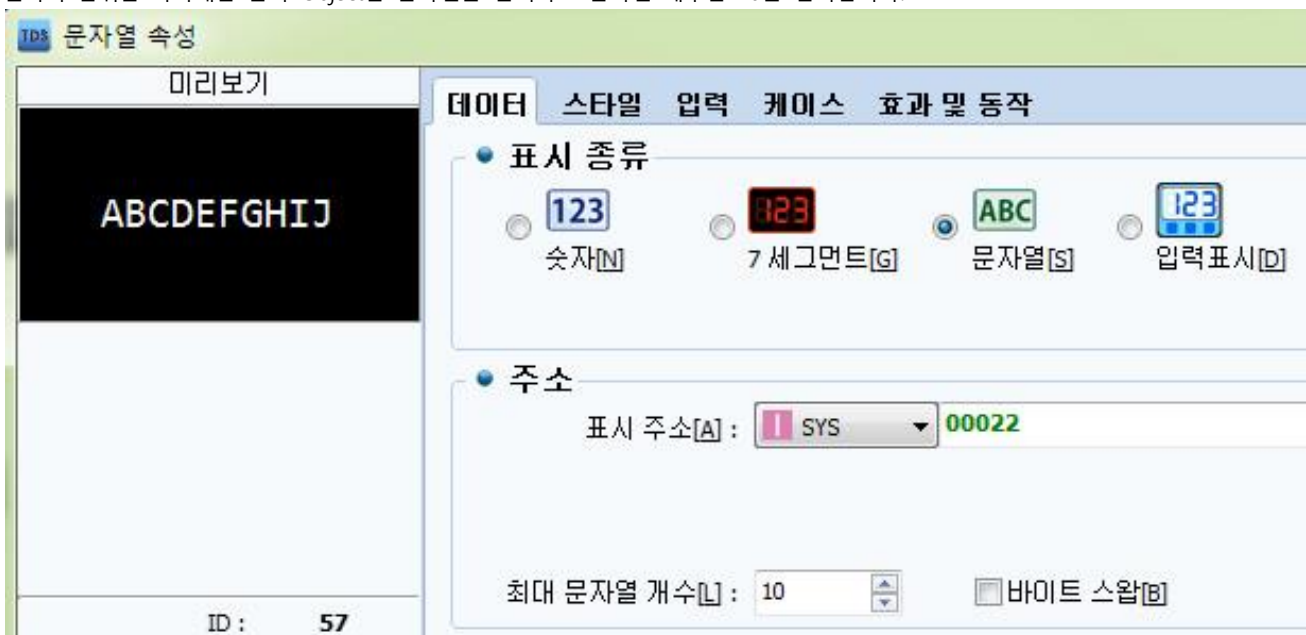 TDS 문자열 속성
미리보기
ABCDEFGHIJ
데이터 스타일 입력 케이스 효과 및 동작
표시 종류
123 123 ABC 123
숫자[N] 7 세그먼트[G] 문자열[S] 입력표시[D]
주소
표시 주소[A] : SYS 00022
최대 문자열 개수[L] : 10 바이트 스왑[B]
ID : 57